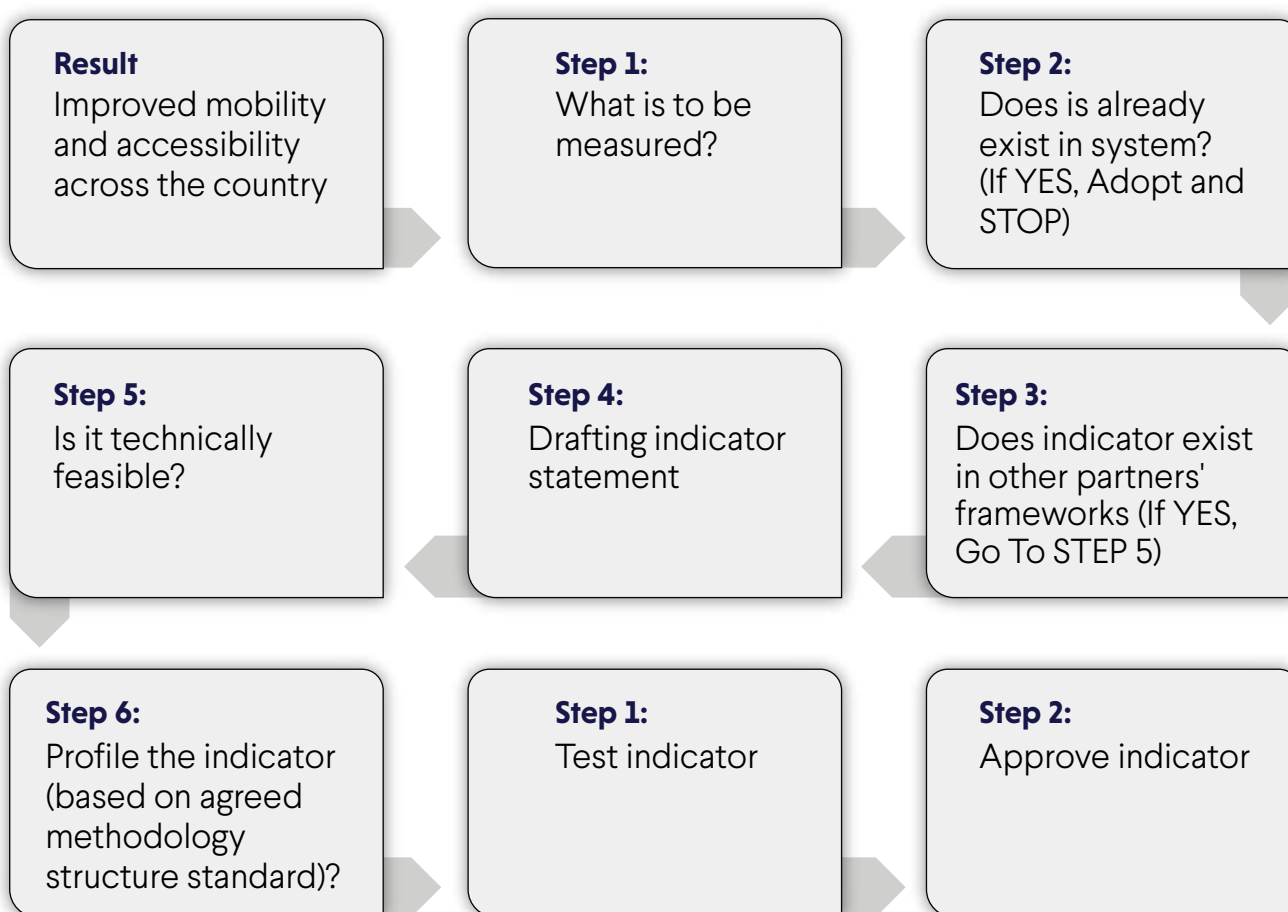 Result
Improved mobility
and accessibility
across the country
Step 1:
What is to be
measured?
Step 2:
Does is already
exist in system?
(If YES, Adopt and
STOP)
Step 3:
Does indicator exist
in other partners'
frameworks (If YES,
Go To STEP 5)
Step 4:
Drafting indicator
statement
Step 5:
Is it technically
feasible?
Step 6:
Profile the indicator
(based on agreed
methodology
structure standard)?
Step 1:
Test indicator
Step 2:
Approve indicator